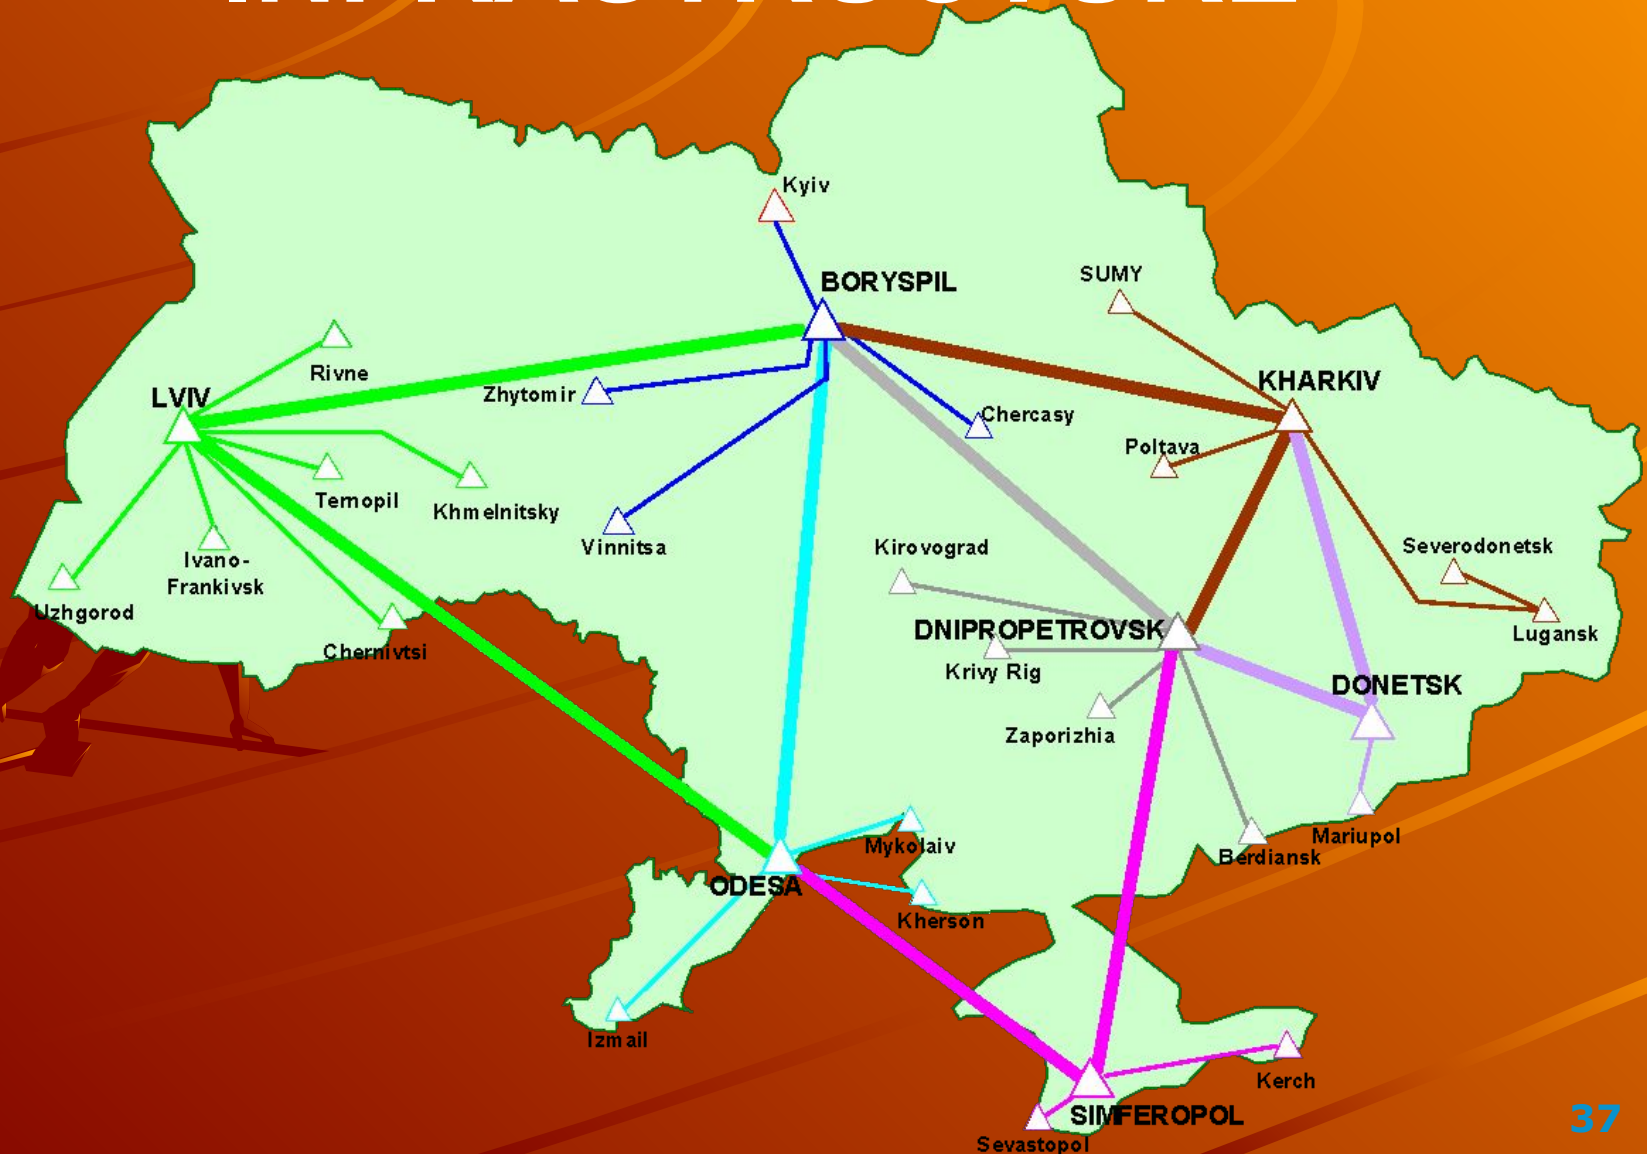 INFRASTRUCTURE
Kyiv
BORYSPIL
SUMY
Rivne
KHARKIV
Zhytomir
LVIV
Chercasy
Poltava
Ternopil
Khmelnitsky
Vinnitsa
Kirovograd
Severodonetsk
Ivano-
Frankivsk
Uzhgorod
DNIPROPETROVSK
Lugansk
Chernivtsi
Krivy Rig
DONETSK
Zaporizhia
Mariupol
Mykolaiv
Berdiansk
ODESA
Kherson
Izmail
Kerch
SIMFEROPOL
37
Sevastopol